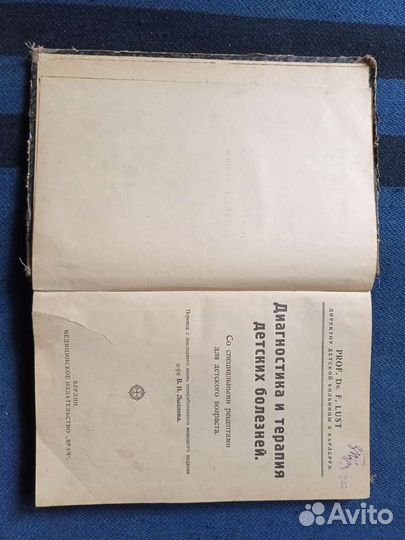 PROF. DR. F. LUST
ДИРЕКТОР ДЕТСКОЙ БОЛЬНИЦЫ В КАРЛСРУЭ.
Диагностика и терапия
детских болезней.
Со специальными рецептами
для детского возраста.
Перевод с последнего вновь переработанного немецкого издания
д-ра В. Н.
БЕРЛИН.
МЕДИЦИНСКОЕ ИЗДАТЕЛЬСТВО „ВРАЧ“.
Avito